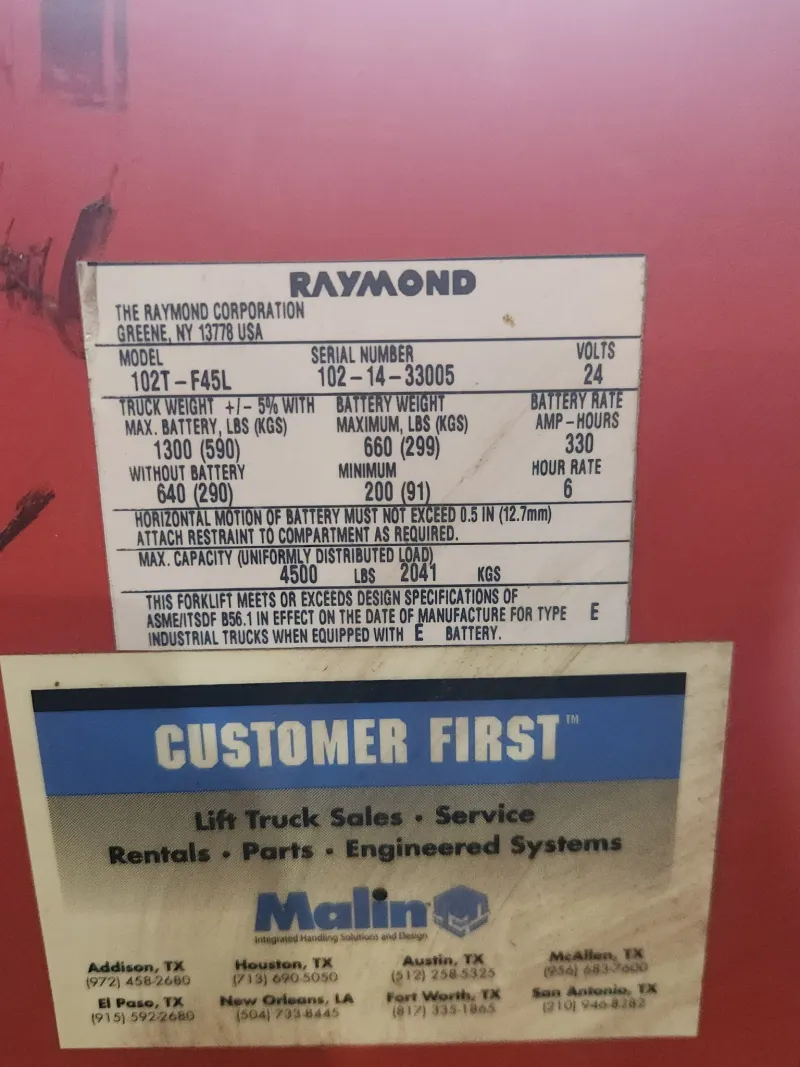 RAYMOND
THE RAYMOND CORPORATION
GREENE, NY 13778 USA
MODEL SERIAL NUMBER VOLTS
102T-F45L 102-14-33005 24
TRUCK WEIGHT +/- 5% WITH BATTERY WEIGHT BATTERY RATE
MAX. BATTERY, LBS (KGS) MAXIMUM, LBS (KGS) AMP-HOURS
1300 (590) 660 (299) 330
WITHOUT BATTERY MINIMUM HOUR RATE
640 (290) 200 (91) 6
HORIZONTAL MOTION OF BATTERY MUST NOT EXCEED 0.5 IN (12.7mm)
ATTACH RESTRAINT TO COMPARTMENT AS REQUIRED.
MAX. CAPACITY (UNIFORMLY DISTRIBUTED LOAD)
4500 LBS 2041 KGS
THIS FORKLIFT MEETS OR EXCEEDS DESIGN SPECIFICATIONS OF
ASME/ITSDF B56.1 IN EFFECT ON THE DATE OF MANUFACTURE FOR TYPE E
INDUSTRIAL TRUCKS WHEN EQUIPPED WITH E BATTERY.
CUSTOMER FIRST™
Lift Truck Sales • Service
Rentals • Parts • Engineered Systems
Malin
Integrated Handling Solutions and Design
Addison, TX Houston, TX Austin, TX McAllen, TX
(972) 458-2680 (713) 690-5050 (512) 258-5325 (956) 683-7600
El Paso, TX New Orleans, LA Fort Worth, TX San Antonio, TX
(915) 592-2680 (504) 733-8445 (817) 335-1865 (210) 946-8282